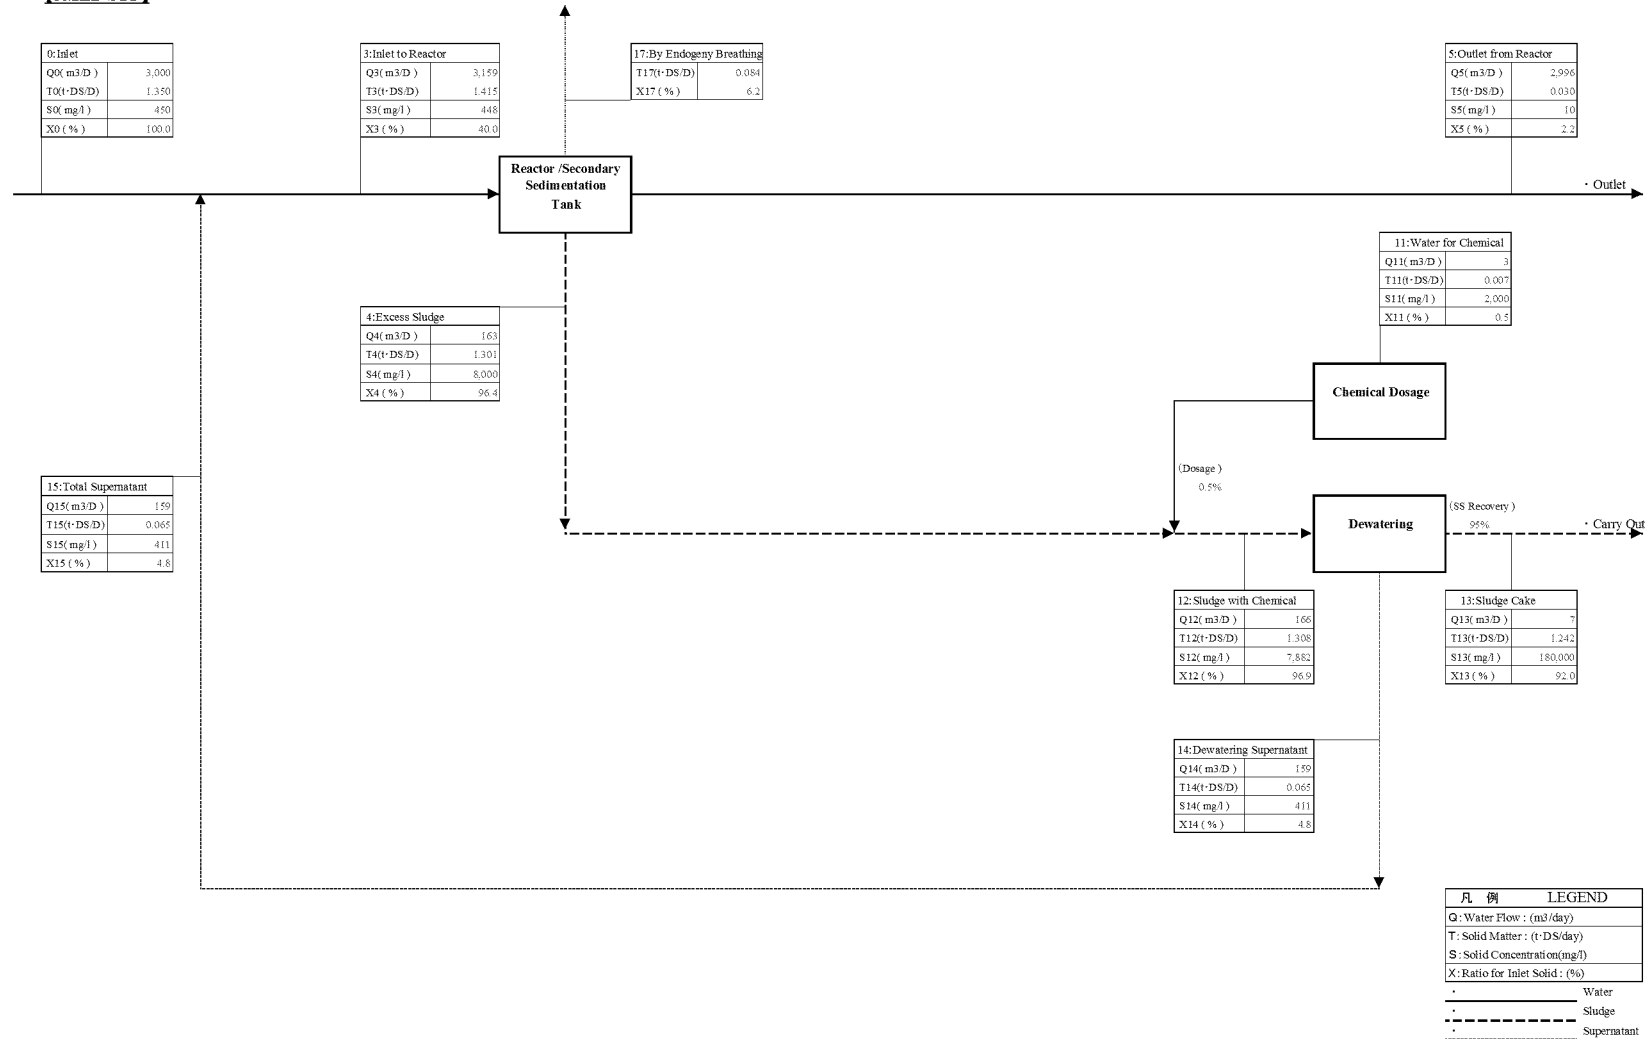 0:Inlet
Q0( m3/D ) 3,000
T0(t·DS/D) 1.350
S0( mg/l ) 450
X0 ( % ) 100.0
3:Inlet to Reactor
Q3( m3/D ) 3,159
T3(t·DS/D) 1.415
S3( mg/l ) 448
X3 ( % ) 40.0
17:By Endogeny Breathing
T17(t·DS/D) 0.084
X17 ( % ) 6.2
5:Outlet from Reactor
Q5( m3/D ) 2,996
T5(t·DS/D) 0.030
S5( mg/l ) 10
X5 ( % ) 2.2
Reactor /Secondary
Sedimentation
Tank
・ Outlet
11:Water for Chemical
Q11( m3/D ) 3
T11(t·DS/D) 0.007
S11( mg/l ) 2,000
X11 ( % ) 0.5
4:Excess Sludge
Q4( m3/D ) 163
T4(t·DS/D) 1.301
S4( mg/l ) 8,000
X4 ( % ) 96.4
Chemical Dosage
(Dosage )
0.5%
15:Total Supernatant
Q15( m3/D ) 159
T15(t·DS/D) 0.065
S15( mg/l ) 411
X15 ( % ) 4.8
Dewatering
(SS Recovery )
95%
・ Carry Out
12:Sludge with Chemical
Q12( m3/D ) 166
T12(t·DS/D) 1.308
S12( mg/l ) 7,882
X12 ( % ) 96.9
13:Sludge Cake
Q13( m3/D ) 7
T13(t·DS/D) 1.242
S13( mg/l ) 180,000
X13 ( % ) 92.0
14:Dewatering Supernatant
Q14( m3/D ) 159
T14(t·DS/D) 0.065
S14( mg/l ) 411
X14 ( % ) 4.8
凡 例 LEGEND
Q:Water Flow : (m3/day)
T:Solid Matter : (t·DS/day)
S:Solid Concentration(mg/l)
X:Ratio for Inlet Solid : (%)
・ Water
・ Sludge
・ Supernatant